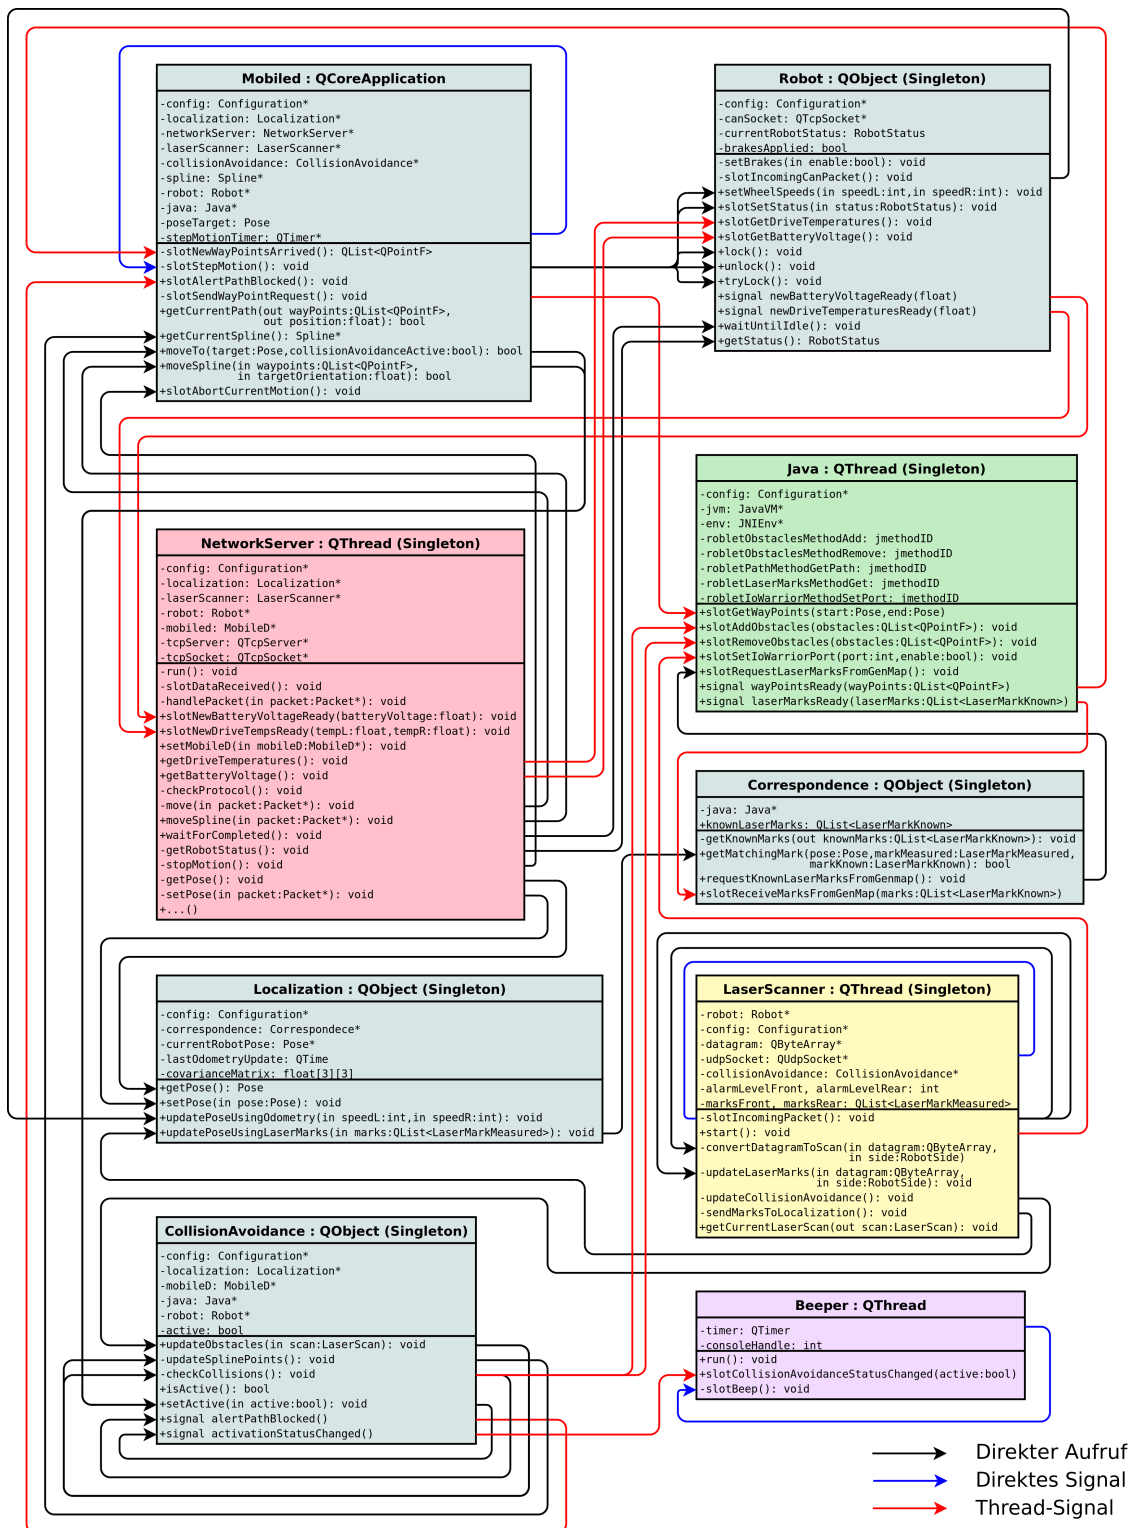 Mobiled : QCoreApplication
-config: Configuration*
-localization: Localization*
-networkServer: NetworkServer*
-laserScanner: LaserScanner*
-collisionAvoidance: CollisionAvoidance*
-spline: Spline*
-robot: Robot*
-java: Java*
-poseTarget: Pose
-stepMotionTimer: QTimer*
-slotNewWayPointsArrived(): QList<QPointF>
-slotStepMotion(): void
+slotAlertPathBlocked(): void
-slotSendWayPointRequest(): void
+getCurrentPath(out wayPoints:QList<QPointF>,
out position:float): bool
+getCurrentSpline(): Spline*
+moveTo(target:Pose,collisionAvoidanceActive:bool): bool
+moveSpline(in waypoints:QList<QPointF>,
in targetOrientation:float): bool
+slotAbortCurrentMotion(): void
Robot : QObject (Singleton)
-config: Configuration*
-canSocket: QTcpSocket*
-currentRobotStatus: RobotStatus
-brakesApplied: bool
-setBrakes(in enable:bool): void
-slotIncomingCanPacket(): void
+setWheelSpeeds(in speedL:int,in speedR:int): void
+slotSetStatus(in status:RobotStatus): void
+slotGetDriveTemperatures(): void
+slotGetBatteryVoltage(): void
+lock(): void
+unlock(): void
+tryLock(): void
+signal newBatteryVoltageReady(float)
+signal newDriveTemperaturesReady(float)
+waitUntilIdle(): void
+getStatus(): RobotStatus
Java : QThread (Singleton)
-config: Configuration*
-jvm: JavaVM*
-env: JNIEnv*
-robletObstaclesMethodAdd: jmethodID
-robletObstaclesMethodRemove: jmethodID
-robletPathMethodGetPath: jmethodID
-robletLaserMarksMethodGet: jmethodID
-robletIoWarriorMethodSetPort: jmethodID
+slotGetWayPoints(start:Pose,end:Pose)
+slotAddObstacles(obstacles:QList<QPointF>): void
+slotRemoveObstacles(obstacles:QList<QPointF>): void
+slotSetIoWarriorPort(port:int,enable:bool): void
+slotRequestLaserMarksFromGenMap(): void
+signal wayPointsReady(wayPoints:QList<QPointF>)
+signal laserMarksReady(laserMarks:QList<LaserMarkKnown>)
NetworkServer : QThread (Singleton)
-config: Configuration*
-localization: Localization*
-laserScanner: LaserScanner*
-robot: Robot*
-mobiled: MobileD*
-tcpServer: QTcpServer*
-tcpSocket: QTcpSocket*
-run(): void
-slotDataReceived(): void
-handlePacket(in packet:Packet*): void
+slotNewBatteryVoltageReady(batteryVoltage:float): void
+slotNewDriveTempsReady(tempL:float,tempR:float): void
+setMobileD(in mobileD:MobileD*): void
+getDriveTemperatures(): void
+getBatteryVoltage(): void
-checkProtocol(): void
-move(in packet:Packet*): void
+moveSpline(in packet:Packet*): void
+waitForCompleted(): void
-getRobotStatus(): void
-stopMotion(): void
-getPose(): void
-setPose(in packet:Packet*): void
+...()
Correspondence : QObject (Singleton)
-java: Java*
+knownLaserMarks: QList<LaserMarkKnown>
-getKnownMarks(out knownMarks:QList<LaserMarkKnown>): void
+getMatchingMark(pose:Pose,markMeasured:LaserMarkMeasured,
markKnown:LaserMarkKnown): bool
+requestKnownLaserMarksFromGenmap(): void
+slotReceiveMarksFromGenMap(marks:QList<LaserMarkKnown>)
Localization : QObject (Singleton)
-config: Configuration*
-correspondence: Correspondece*
-currentRobotPose: Pose*
-lastOdometryUpdate: QTime
-covarianceMatrix: float[3][3]
+getPose(): Pose
+setPose(in pose:Pose): void
+updatePoseUsingOdometry(in speedL:int,in speedR:int): void
+updatePoseUsingLaserMarks(in marks:QList<LaserMarkMeasured>): void
LaserScanner : QThread (Singleton)
-robot: Robot*
-config: Configuration*
-datagram: QByteArray*
-udpSocket: QUdpSocket*
-collisionAvoidance: CollisionAvoidance*
-alarmLevelFront, alarmLevelRear: int
-marksFront, marksRear: QList<LaserMarkMeasured>
-slotIncomingPacket(): void
+start(): void
-convertDatagramToScan(in datagram:QByteArray,
in side:RobotSide)
-updateLaserMarks(in datagram:QByteArray,
in side:RobotSide): void
-updateCollisionAvoidance(): void
-sendMarksToLocalization(): void
+getCurrentLaserScan(out scan:LaserScan): void
CollisionAvoidance : QObject (Singleton)
-config: Configuration*
-localization: Localization*
-mobileD: MobileD*
-java: Java*
-robot: Robot*
-active: bool
+updateObstacles(in scan:LaserScan): void
-updateSplinePoints(): void
-checkCollisions(): void
+isActive(): bool
+setActive(in active:bool): void
+signal alertPathBlocked()
+signal activationStatusChanged()
Beeper : QThread
-timer: QTimer
-consoleHandle: int
+run(): void
+slotCollisionAvoidanceStatusChanged(active:bool)
-slotBeep(): void
Direkter Aufruf
Direktes Signal
Thread-Signal